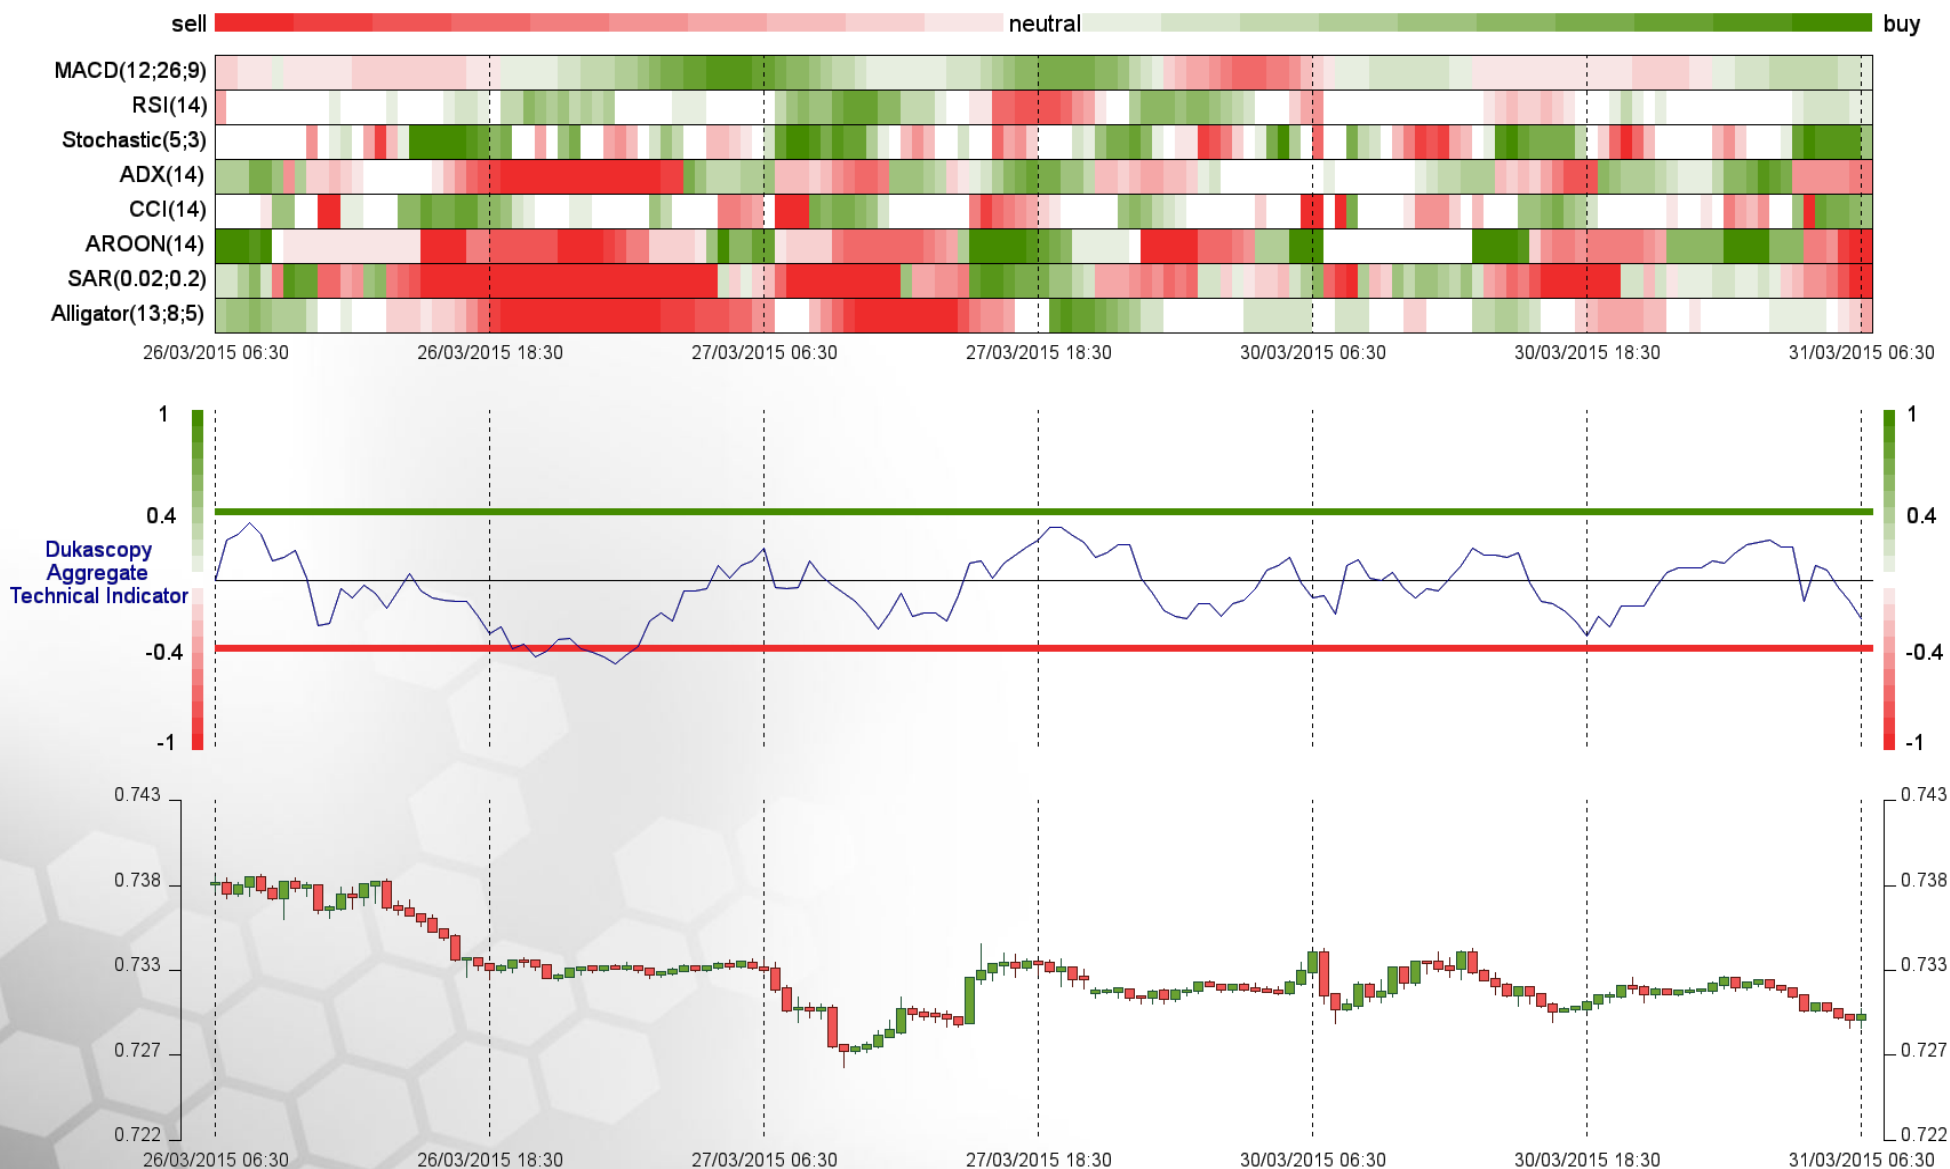 sell neutral buy
MACD(12;26;9)
RSI(14)
Stochastic(5;3)
ADX(14)
CCI(14)
AROON(14)
SAR(0.02;0.2)
Alligator(13;8;5)
26/03/2015 06:30 26/03/2015 18:30 27/03/2015 06:30 27/03/2015 18:30 30/03/2015 06:30 30/03/2015 18:30 31/03/2015 06:30
1 1
0.4 0.4
Dukascopy
Aggregate
Technical Indicator
-0.4 -0.4
-1 -1
0.743 0.743
0.738 0.738
0.733 0.733
0.727 0.727
0.722 0.722
26/03/2015 06:30 26/03/2015 18:30 27/03/2015 06:30 27/03/2015 18:30 30/03/2015 06:30 30/03/2015 18:30 31/03/2015 06:30